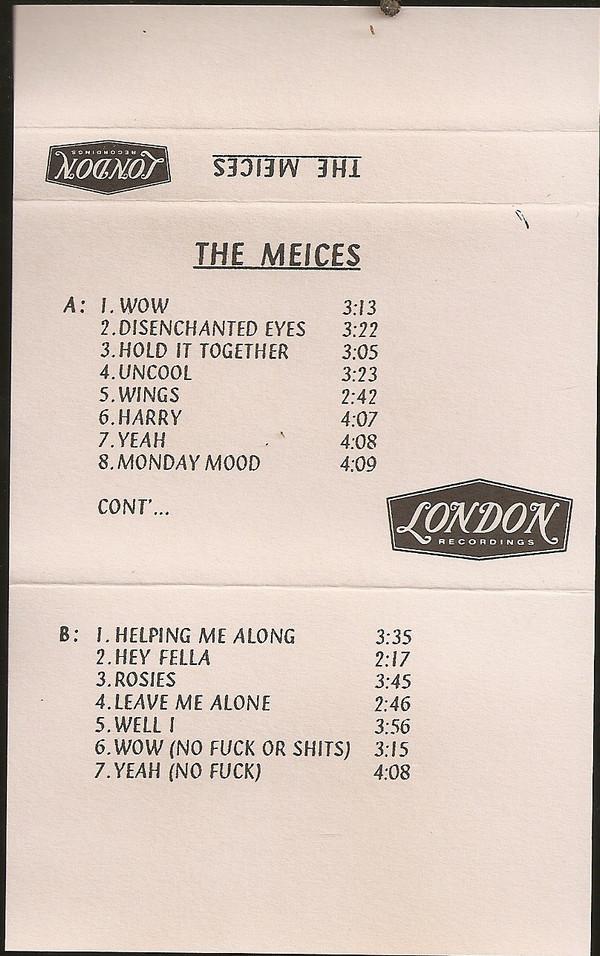 LONDON
RECORDINGS
THE MEICES
THE MEICES
A: 1. WOW 3:13
2. DISENCHANTED EYES 3:22
3. HOLD IT TOGETHER 3:05
4. UNCOOL 3:23
5. WINGS 2:42
6. HARRY 4:07
7. YEAH 4:08
8. MONDAY MOOD 4:09
CONT'...
LONDON
RECORDINGS
B: 1. HELPING ME ALONG 3:35
2. HEY FELLA 2:17
3. ROSIES 3:45
4. LEAVE ME ALONE 2:46
5. WELL I 3:56
6. WOW (NO FUCK OR SHITS) 3:15
7. YEAH (NO FUCK) 4:08